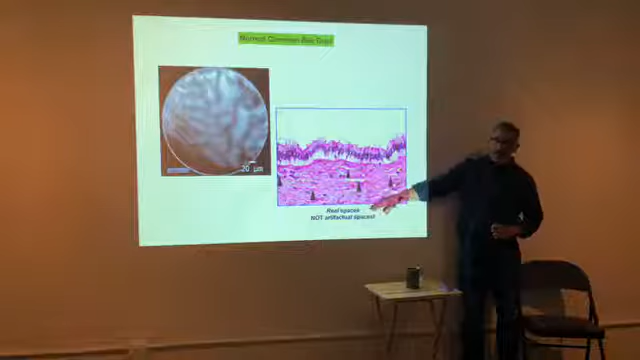 Normal Common Bile Duct
20 µm
Real spaces
NOT artifactual spaces!